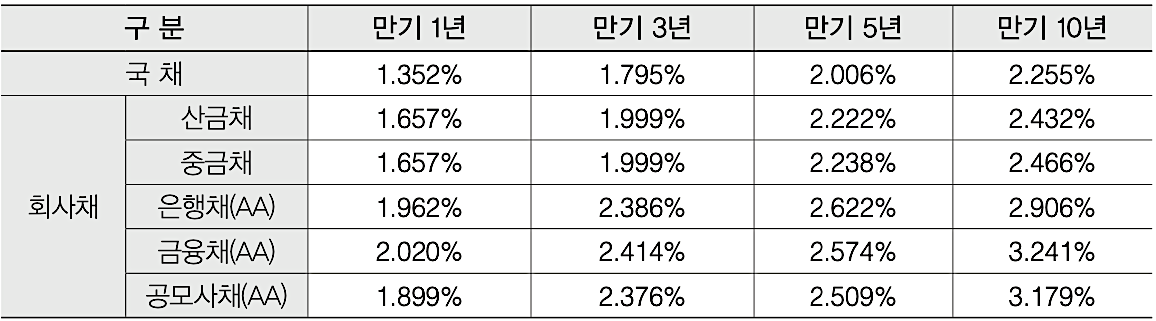 구 분 만기 1년 만기 3년 만기 5년 만기 10년
국 채 1.352% 1.795% 2.006% 2.255%
회사채 산금채 1.657% 1.999% 2.222% 2.432%
중금채 1.657% 1.999% 2.238% 2.466%
은행채(AA) 1.962% 2.386% 2.622% 2.906%
금융채(AA) 2.020% 2.414% 2.574% 3.241%
공모사채(AA) 1.899% 2.376% 2.509% 3.179%